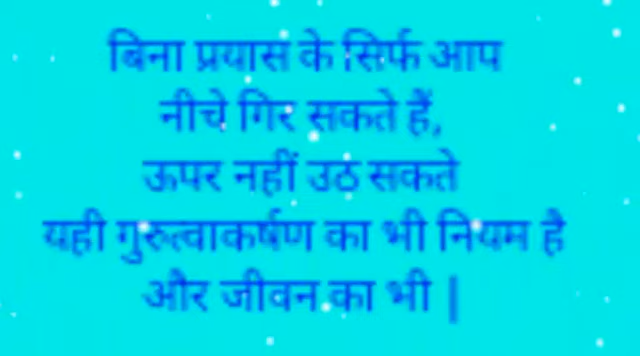 बिना प्रयास के सिर्फ आप
नीचे गिर सकते हैं,
ऊपर नहीं उठ सकते
यही गुरुत्वाकर्षण का भी नियम है
और जीवन का भी |